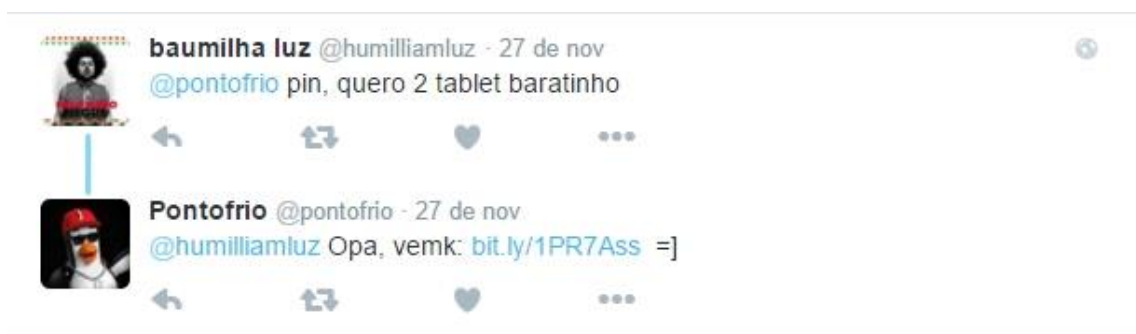 baumilha luz @humilliamluz · 27 de nov
@pontofrio pin, quero 2 tablet baratinho
Pontofrio @pontofrio · 27 de nov
@humilliamluz Opa, vemk: bit.ly/1PR7Ass =]